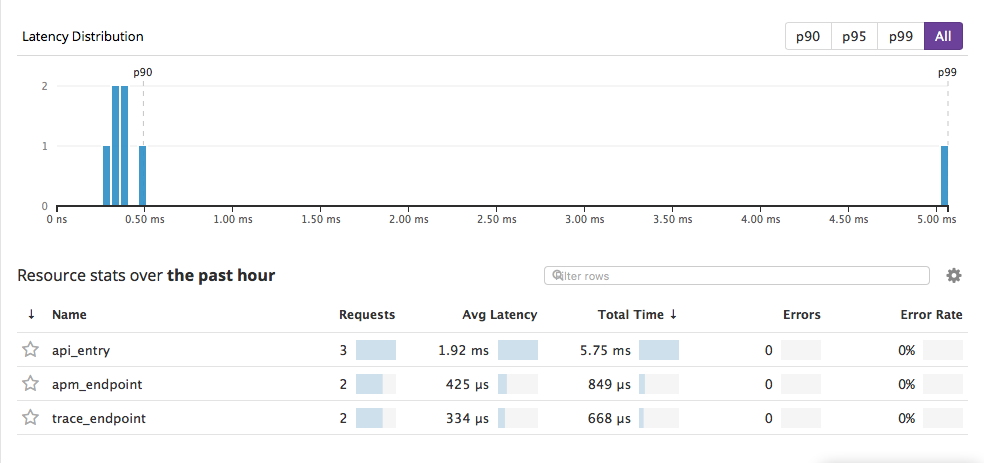 Latency Distribution
p90 p95 p99 All
p90 p99
2
1
0
0 ns 0.50 ms 1.00 ms 1.50 ms 2.00 ms 2.50 ms 3.00 ms 3.50 ms 4.00 ms 4.50 ms 5.00 ms
Resource stats over the past hour
Filter rows
↓ Name Requests Avg Latency Total Time ↓ Errors Error Rate
api_entry 3 1.92 ms 5.75 ms 0 0%
apm_endpoint 2 425 µs 849 µs 0 0%
trace_endpoint 2 334 µs 668 µs 0 0%